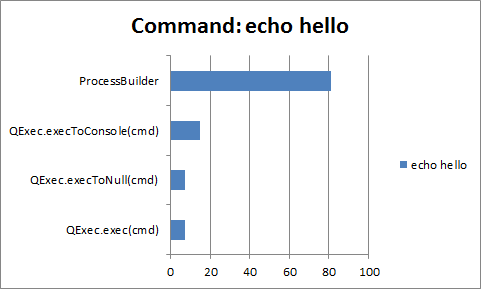 Command: echo hello
ProcessBuilder
QExec.execToConsole(cmd)
QExec.execToNull(cmd)
QExec.exec(cmd)
echo hello
0 20 40 60 80 100